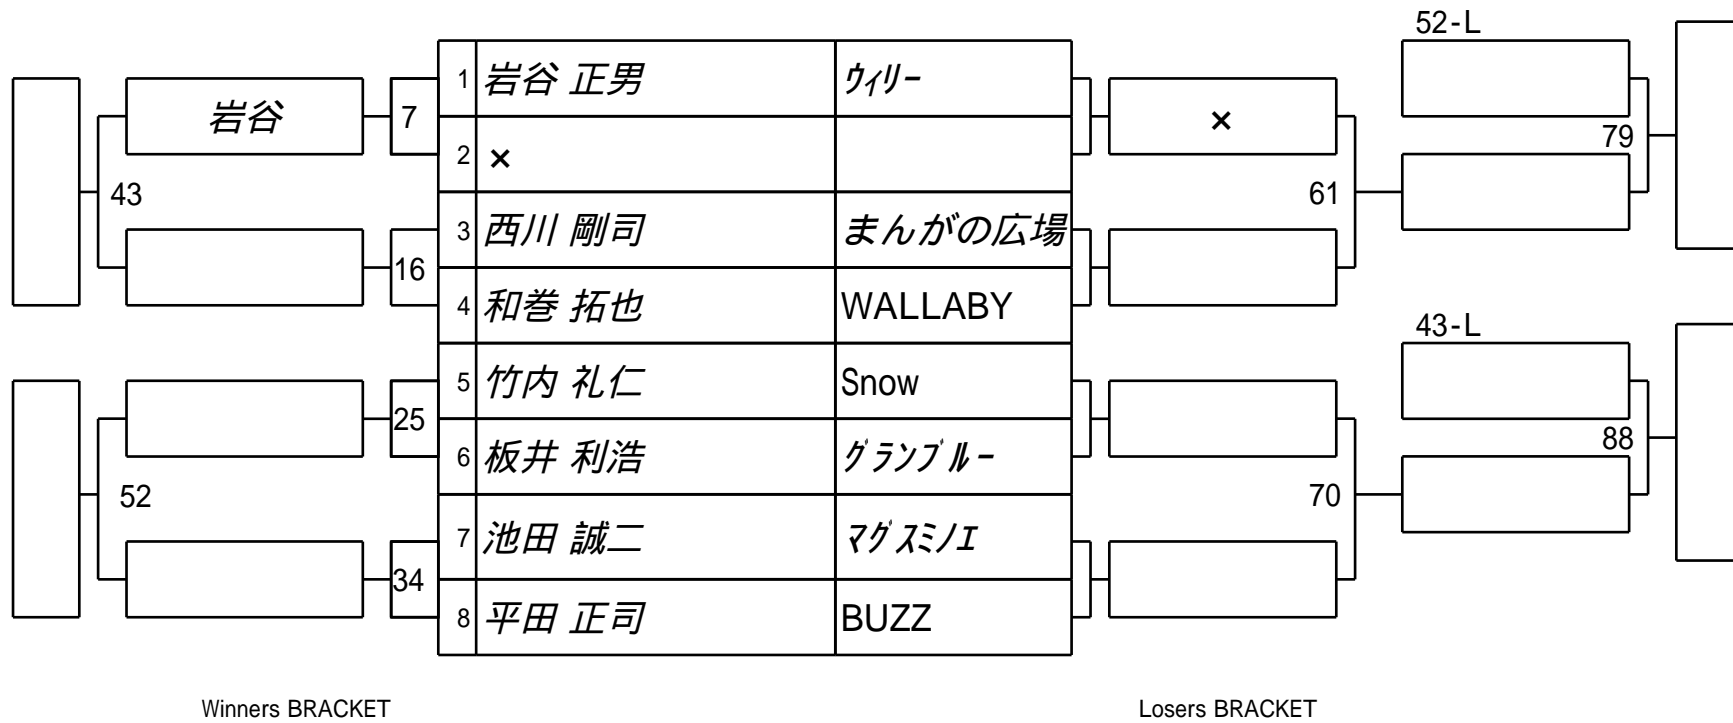 52-L
1 岩谷 正男 ウィリー
岩谷 7 × 79
2 ×
43 61
3 西川 剛司 まんがの広場
16
4 和巻 拓也 WALLABY
43-L
5 竹内 礼仁 Snow
25 88
6 板井 利浩 グランブルー
52 70
7 池田 誠二 マグスミノエ
34
8 平田 正司 BUZZ
Winners BRACKET Losers BRACKET